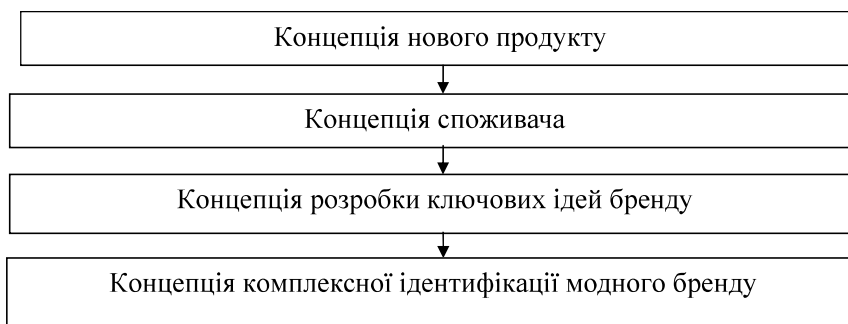 Концепція нового продукту
Концепція споживача
Концепція розробки ключових ідей бренду
Концепція комплексної ідентифікації модного бренду